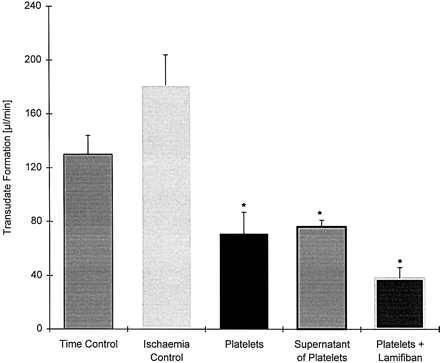 240
200
160
120
80
40
0
Transudate Formation [µl/min]
*
*
*
Time Control
Ischaemia
Control
Platelets
Supernatant
of Platelets
Platelets +
Lamifiban